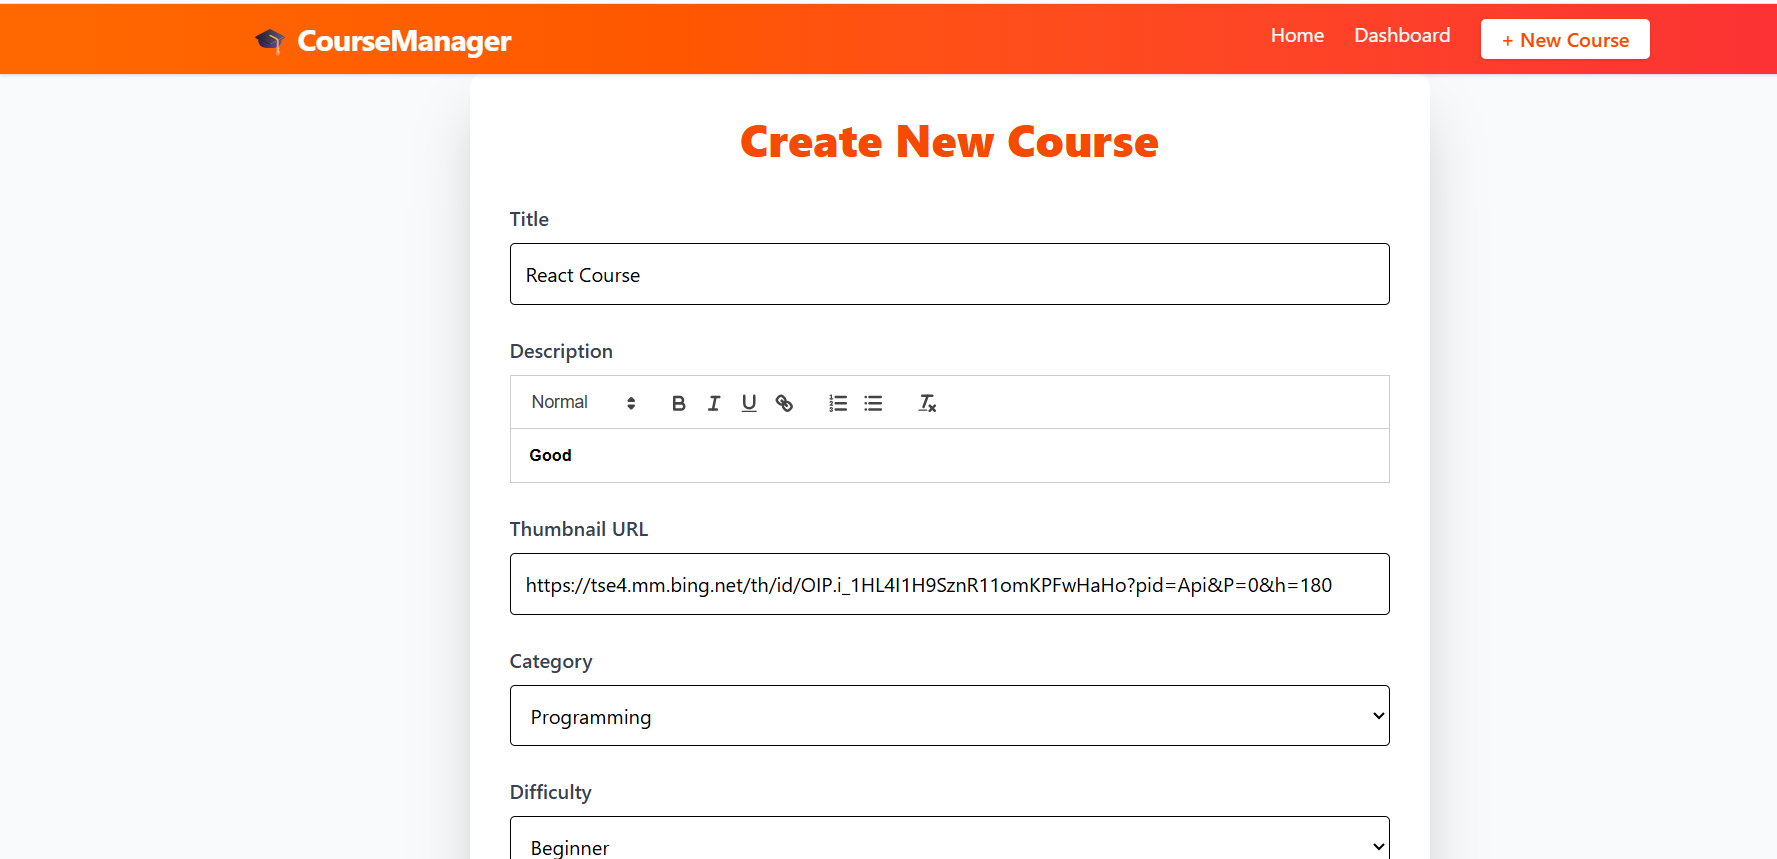 CourseManager
Home Dashboard + New Course
Create New Course
Title
React Course
Description
Normal
Good
Thumbnail URL
https://tse4.mm.bing.net/th/id/OIP.i_1HL4I1H9SznR11omKPFwHaHo?pid=Api&P=0&h=180
Category
Programming
Difficulty
Beginner